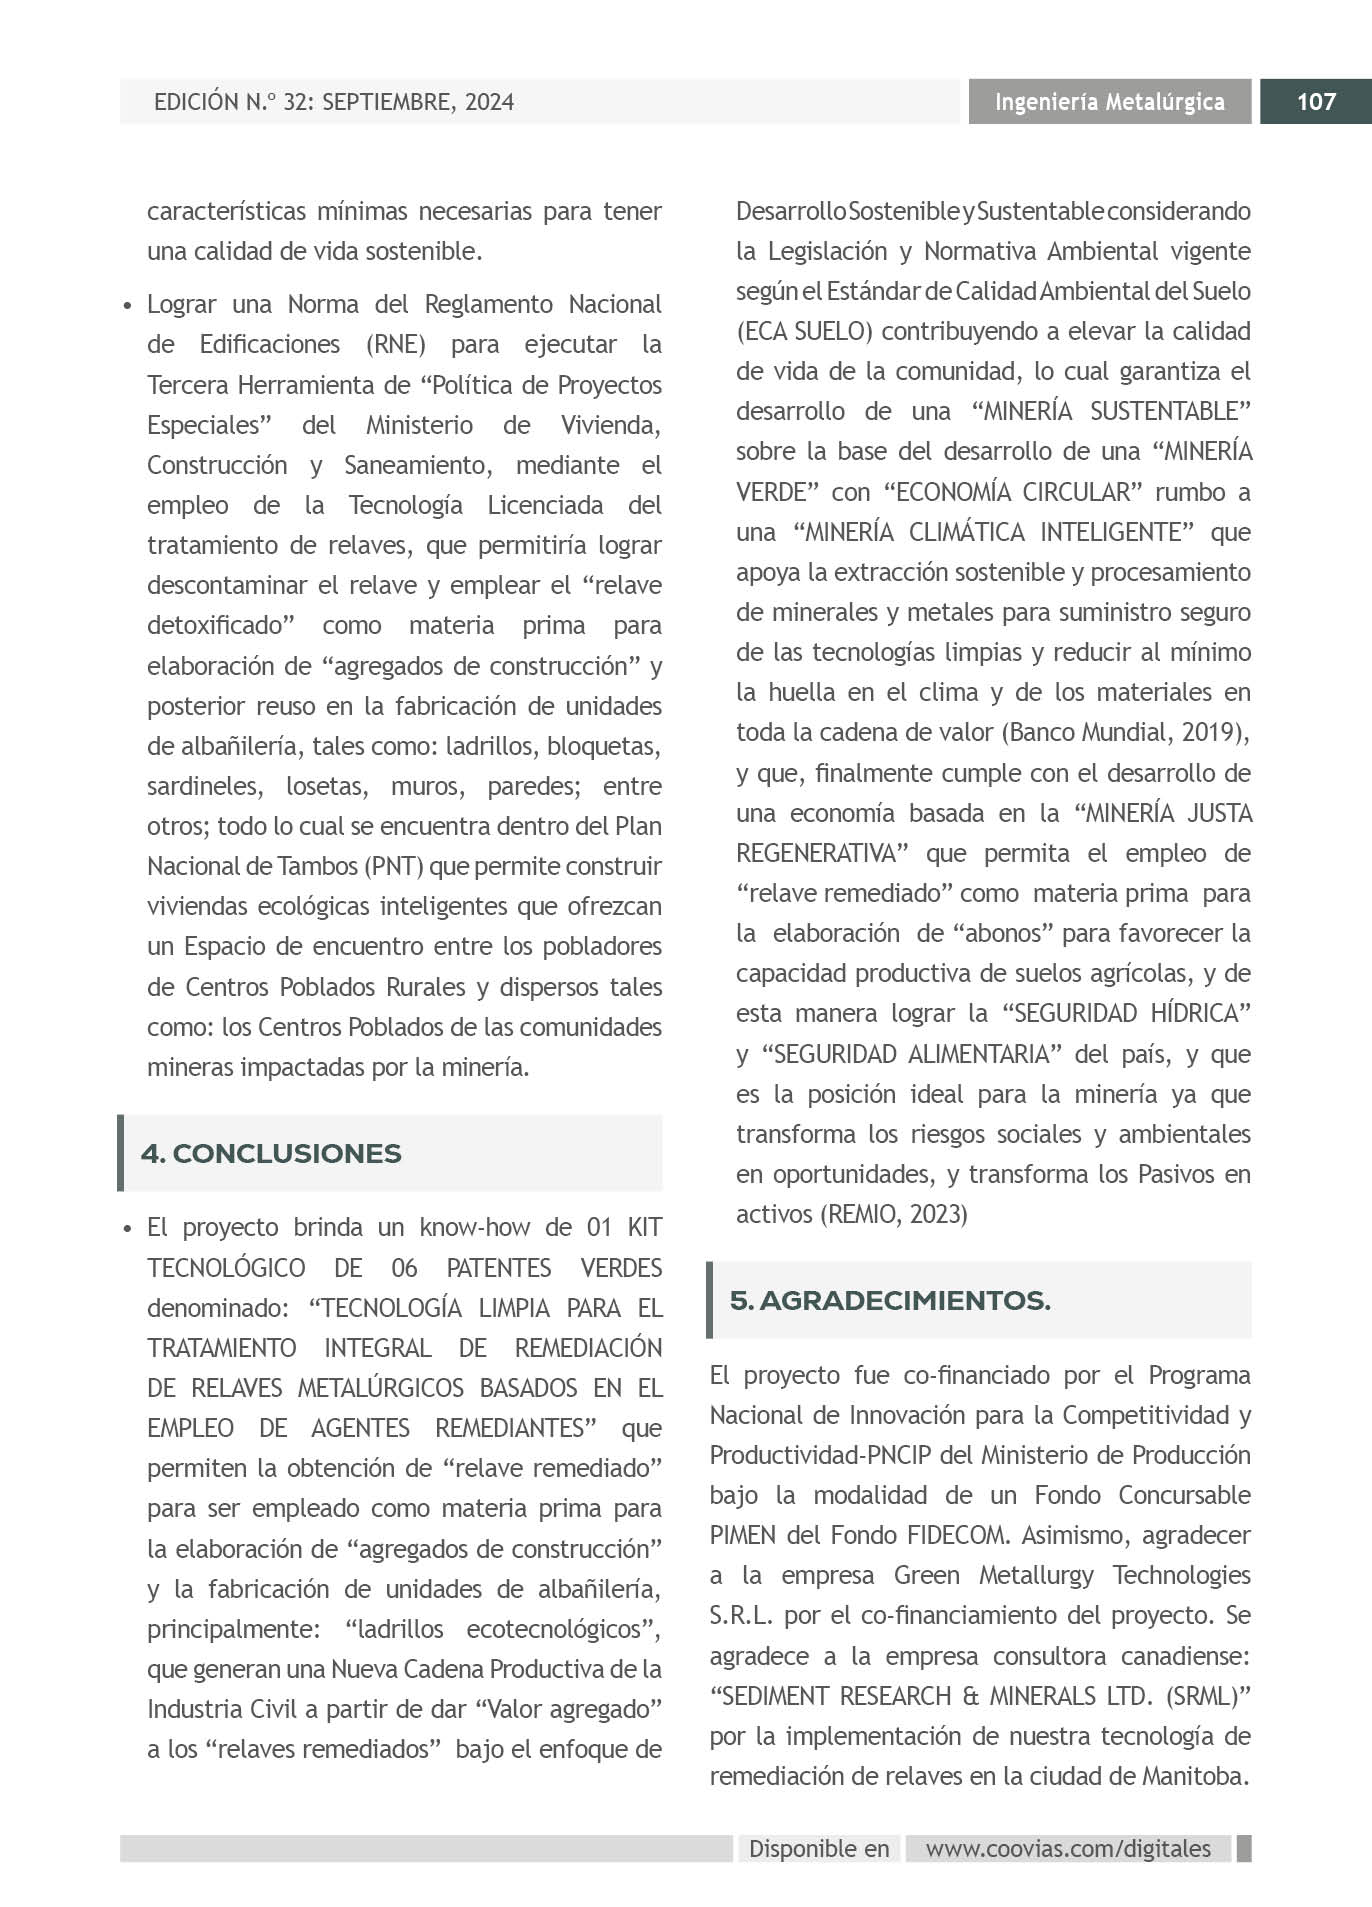 EDICIÓN N.º 32: SEPTIEMBRE, 2024
Ingeniería Metalúrgica
107
características mínimas necesarias para tener
una calidad de vida sostenible.
• Lograr una Norma del Reglamento Nacional
de Edificaciones (RNE) para ejecutar la
Tercera Herramienta de “Política de Proyectos
Especiales” del Ministerio de Vivienda,
Construcción y Saneamiento, mediante el
empleo de la Tecnología Licenciada del
tratamiento de relaves, que permitiría lograr
descontaminar el relave y emplear el “relave
detoxificado” como materia prima para
elaboración de “agregados de construcción” y
posterior reuso en la fabricación de unidades
de albañilería, tales como: ladrillos, bloquetas,
sardineles, losetas, muros, paredes; entre
otros; todo lo cual se encuentra dentro del Plan
Nacional de Tambos (PNT) que permite construir
viviendas ecológicas inteligentes que ofrezcan
un Espacio de encuentro entre los pobladores
de Centros Poblados Rurales y dispersos tales
como: los Centros Poblados de las comunidades
mineras impactadas por la minería.
4. CONCLUSIONES
• El proyecto brinda un know-how de 01 KIT
TECNOLÓGICO DE 06 PATENTES VERDES
denominado: “TECNOLOGÍA LIMPIA PARA EL
TRATAMIENTO INTEGRAL DE REMEDIACIÓN
DE RELAVES METALÚRGICOS BASADOS EN EL
EMPLEO DE AGENTES REMEDIANTES” que
permiten la obtención de “relave remediado”
para ser empleado como materia prima para
la elaboración de “agregados de construcción”
y la fabricación de unidades de albañilería,
principalmente: “ladrillos ecotecnológicos”,
que generan una Nueva Cadena Productiva de la
Industria Civil a partir de dar “Valor agregado”
a los “relaves remediados” bajo el enfoque de
Desarrollo Sostenible y Sustentable considerando
la Legislación y Normativa Ambiental vigente
según el Estándar de Calidad Ambiental del Suelo
(ECA SUELO) contribuyendo a elevar la calidad
de vida de la comunidad, lo cual garantiza el
desarrollo de una “MINERÍA SUSTENTABLE”
sobre la base del desarrollo de una “MINERÍA
VERDE” con “ECONOMÍA CIRCULAR” rumbo a
una “MINERÍA CLIMÁTICA INTELIGENTE” que
apoya la extracción sostenible y procesamiento
de minerales y metales para suministro seguro
de las tecnologías limpias y reducir al mínimo
la huella en el clima y de los materiales en
toda la cadena de valor (Banco Mundial, 2019),
y que, finalmente cumple con el desarrollo de
una economía basada en la “MINERÍA JUSTA
REGENERATIVA” que permita el empleo de
“relave remediado” como materia prima para
la elaboración de “abonos” para favorecer la
capacidad productiva de suelos agrícolas, y de
esta manera lograr la “SEGURIDAD HÍDRICA”
y “SEGURIDAD ALIMENTARIA” del país, y que
es la posición ideal para la minería ya que
transforma los riesgos sociales y ambientales
en oportunidades, y transforma los Pasivos en
activos (REMIO, 2023)
5. AGRADECIMIENTOS.
El proyecto fue co-financiado por el Programa
Nacional de Innovación para la Competitividad y
Productividad-PNCIP del Ministerio de Producción
bajo la modalidad de un Fondo Concursable
PIMEN del Fondo FIDECOM. Asimismo, agradecer
a la empresa Green Metallurgy Technologies
S.R.L. por el co-financiamiento del proyecto. Se
agradece a la empresa consultora canadiense:
“SEDIMENT RESEARCH & MINERALS LTD. (SRML)”
por la implementación de nuestra tecnología de
remediación de relaves en la ciudad de Manitoba.
Disponible en
www.coovias.com/digitales